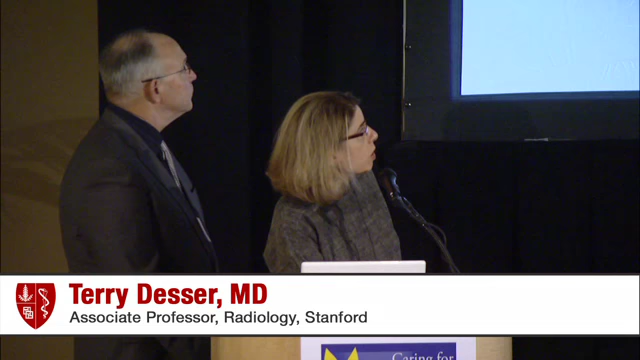 Terry Desser, MD
Associate Professor, Radiology, Stanford
Caring for